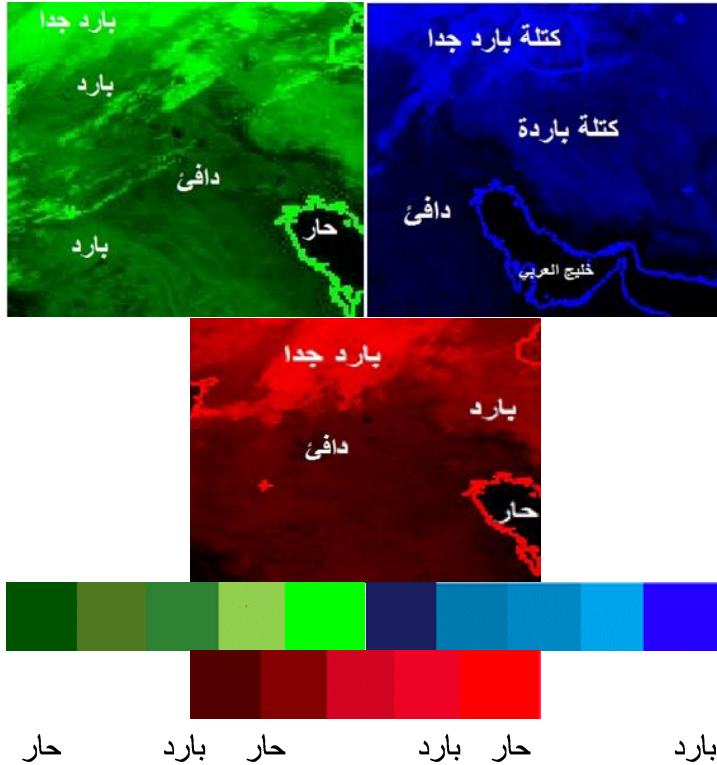 بارد جدا
بارد
دافئ
حار
بارد
كتلة بارد جدا
كتلة باردة
دافئ
خليج العربي
بارد جدا
بارد
دافئ
حار
حار بارد حار بارد حار بارد